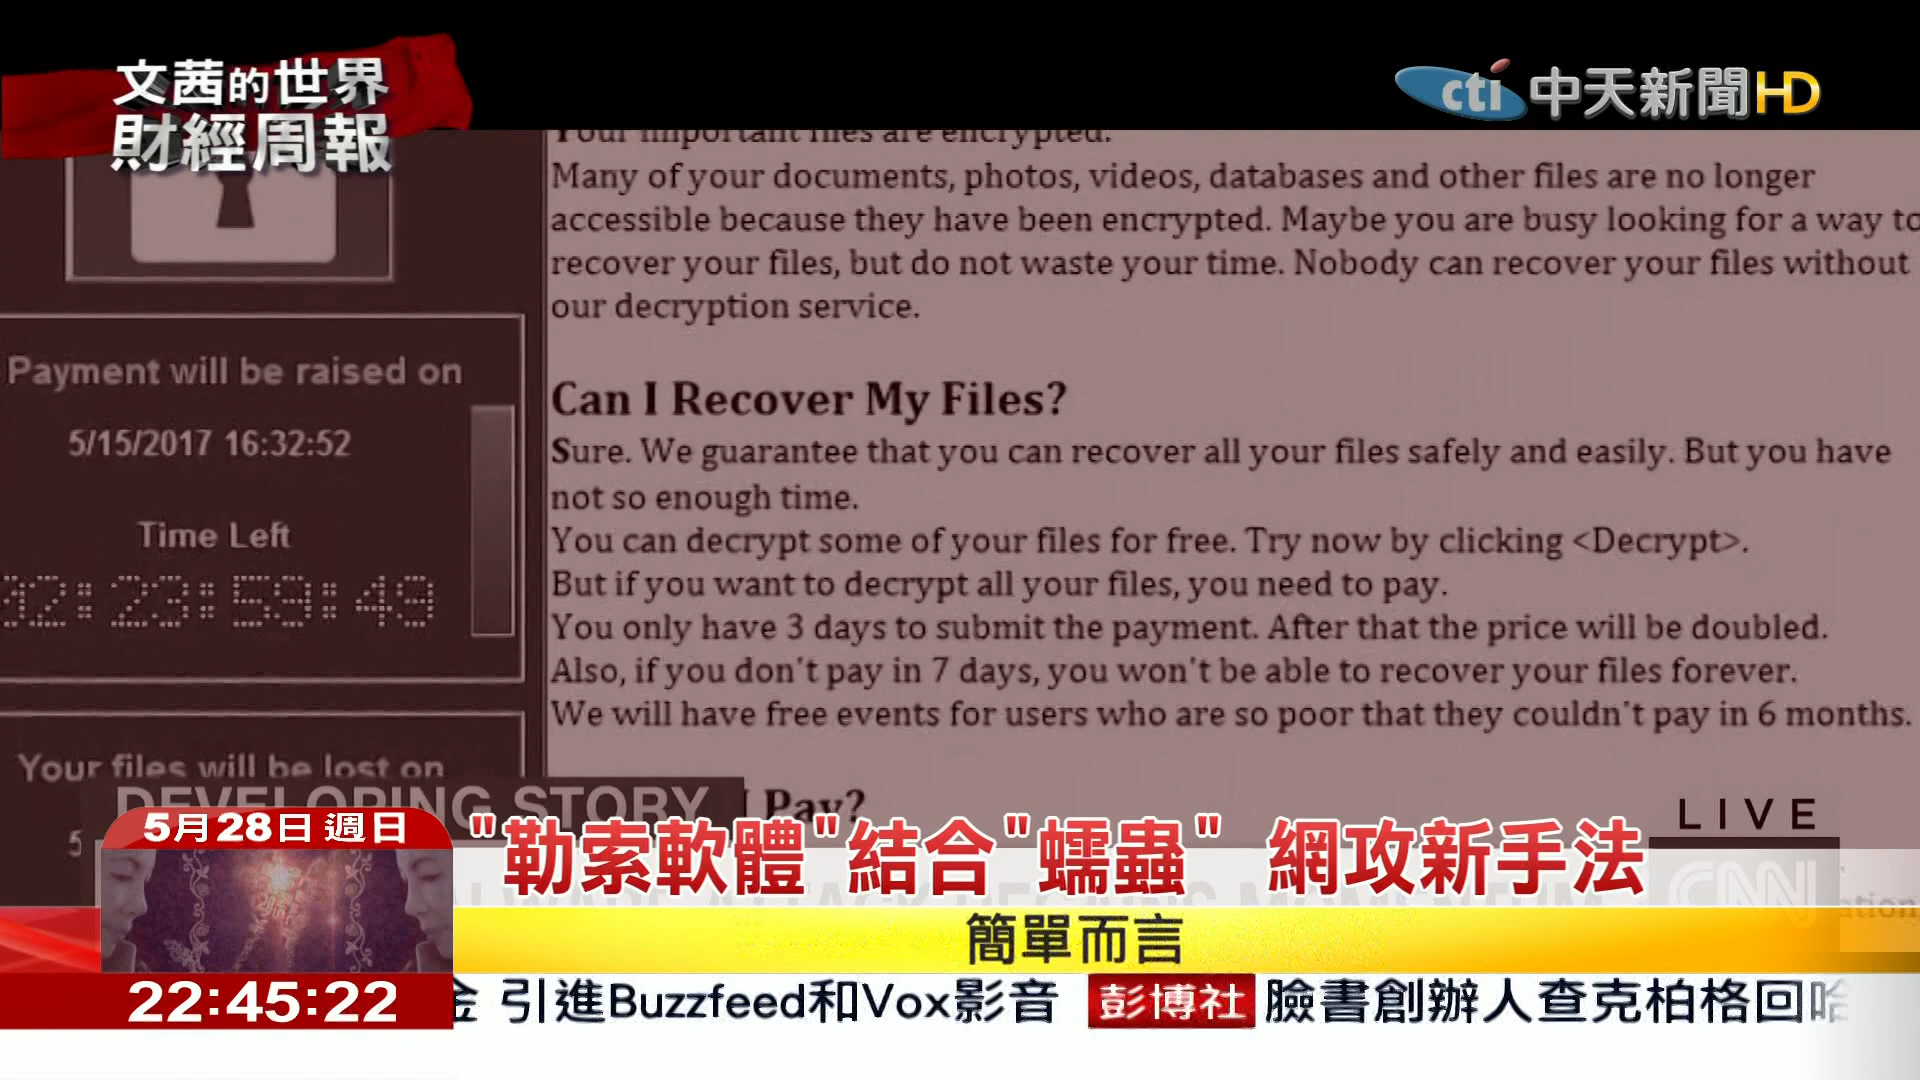 文茜的世界
財經周報
cti 中天新聞HD
Your important files are encrypted.
Many of your documents, photos, videos, databases and other files are no longer
accessible because they have been encrypted. Maybe you are busy looking for a way to
recover your files, but do not waste your time. Nobody can recover your files without
our decryption service.
Payment will be raised on
5/15/2017 16:32:52
Time Left
02:23:59:49
Can I Recover My Files?
Sure. We guarantee that you can recover all your files safely and easily. But you have
not so enough time.
You can decrypt some of your files for free. Try now by clicking <Decrypt>.
But if you want to decrypt all your files, you need to pay.
You only have 3 days to submit the payment. After that the price will be doubled.
Also, if you don't pay in 7 days, you won't be able to recover your files forever.
We will have free events for users who are so poor that they couldn't pay in 6 months.
Your files will be lost on
DEVELOPING STORY
Pay?
LIVE
CNN
5月28日 週日
"勒索軟體"結合"蠕蟲" 網攻新手法
簡單而言
22:45:22
金 引進Buzzfeed和Vox影音 彭博社 臉書創辦人查克柏格回哈